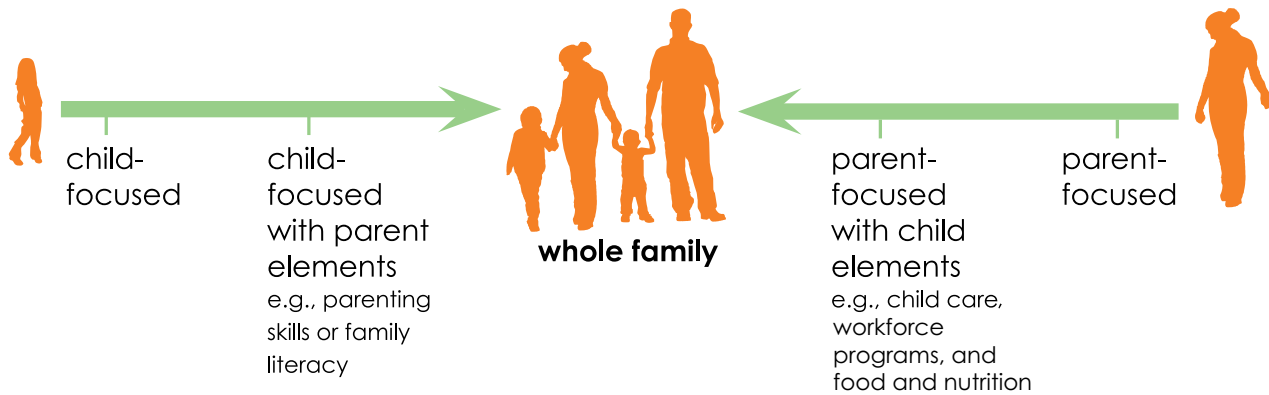 child-
focused
child-
focused
with parent
elements
e.g., parenting
skills or family
literacy
whole family
parent-
focused
with child
elements
e.g., child care,
workforce
programs, and
food and nutrition
parent-
focused